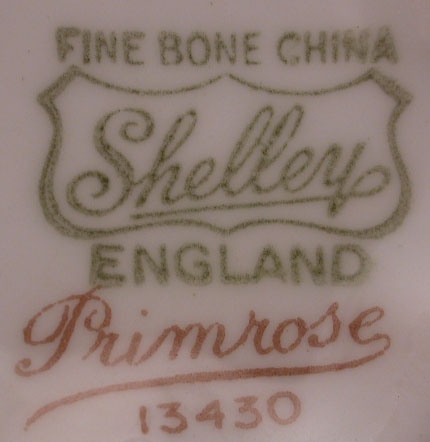 FINE BONE CHINA
Shelley
ENGLAND
Primrose
13430